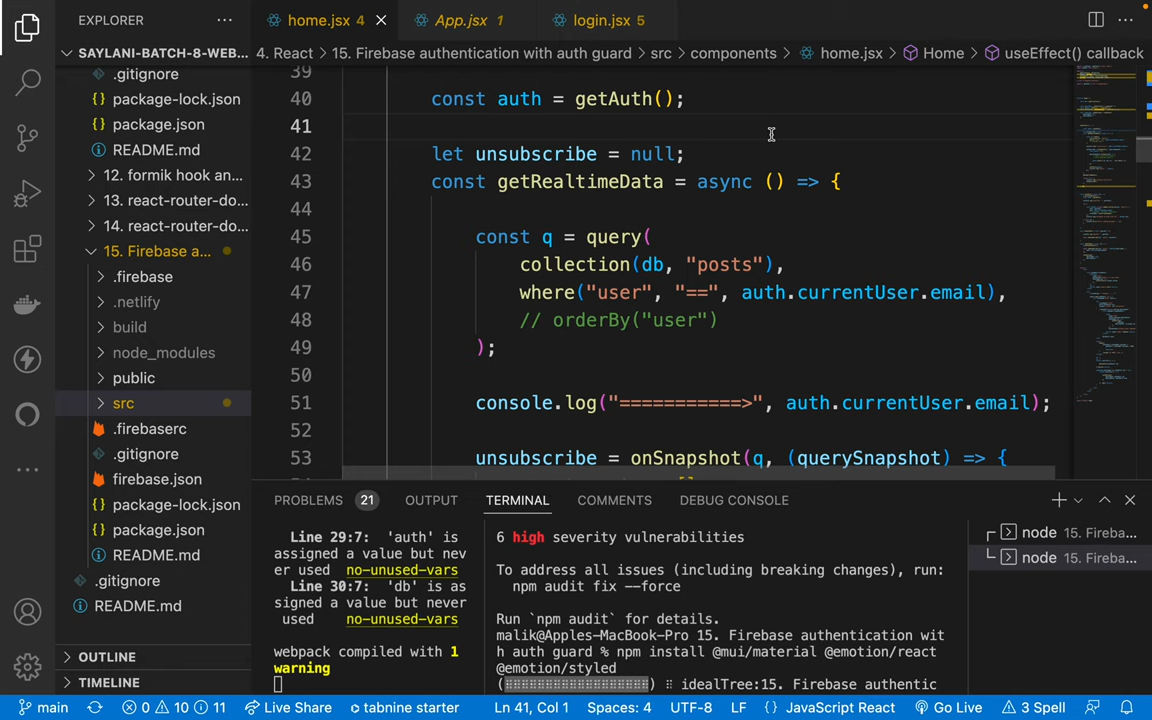 EXPLORER
SAYLANI-BATCH-8-WEB...
.gitignore
package-lock.json
package.json
README.md
12. formik hook an...
13. react-router-do...
14. react-router-do...
15. Firebase a...
.firebase
.netlify
build
node_modules
public
src
.firebaserc
.gitignore
firebase.json
package-lock.json
package.json
README.md
.gitignore
README.md
OUTLINE
TIMELINE
home.jsx 4
App.jsx 1
login.jsx 5
4. React > 15. Firebase authentication with auth guard > src > components > home.jsx > Home > useEffect() callback
39
40 const auth = getAuth();
41
42 let unsubscribe = null;
43 const getRealtimeData = async () => {
44
45 const q = query(
46 collection(db, "posts"),
47 where("user", "==", auth.currentUser.email),
48 // orderBy("user")
49 );
50
51 console.log("===========>", auth.currentUser.email);
52
53 unsubscribe = onSnapshot(q, (querySnapshot) => {
PROBLEMS 21 OUTPUT TERMINAL COMMENTS DEBUG CONSOLE
Line 29:7: 'auth' is
assigned a value but nev
er used no-unused-vars
Line 30:7: 'db' is as
signed a value but never
used no-unused-vars
webpack compiled with 1
warning
6 high severity vulnerabilities
To address all issues (including breaking changes), run:
npm audit fix --force
Run `npm audit` for details.
malik@Apples-MacBook-Pro 15. Firebase authentication wit
h auth guard % npm install @mui/material @emotion/react
@emotion/styled
idealTree:15. Firebase authentic
node 15. Fireba...
node 15. Fireba...
main 0 10 11 Live Share tabnine starter Ln 41, Col 1 Spaces: 4 UTF-8 LF {} JavaScript React Go Live 3 Spell